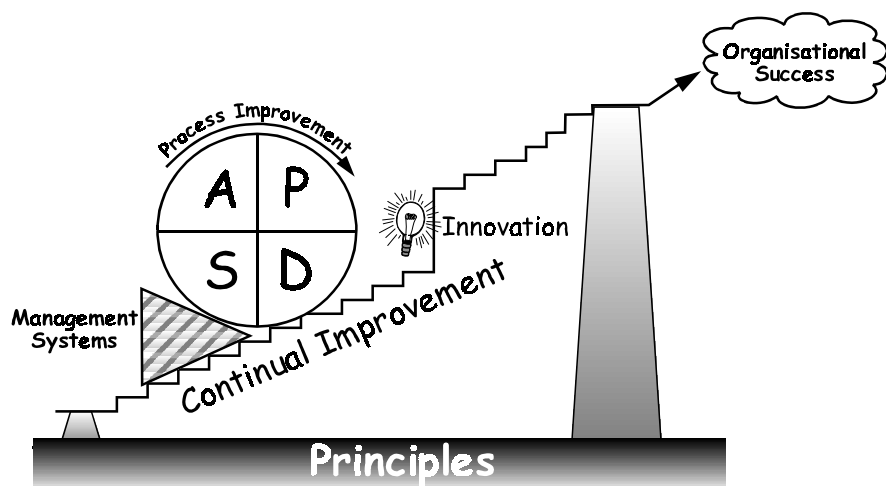 Organisational
Success
Process Improvement
A P
S D
Innovation
Management
Systems
Continual Improvement
Principles